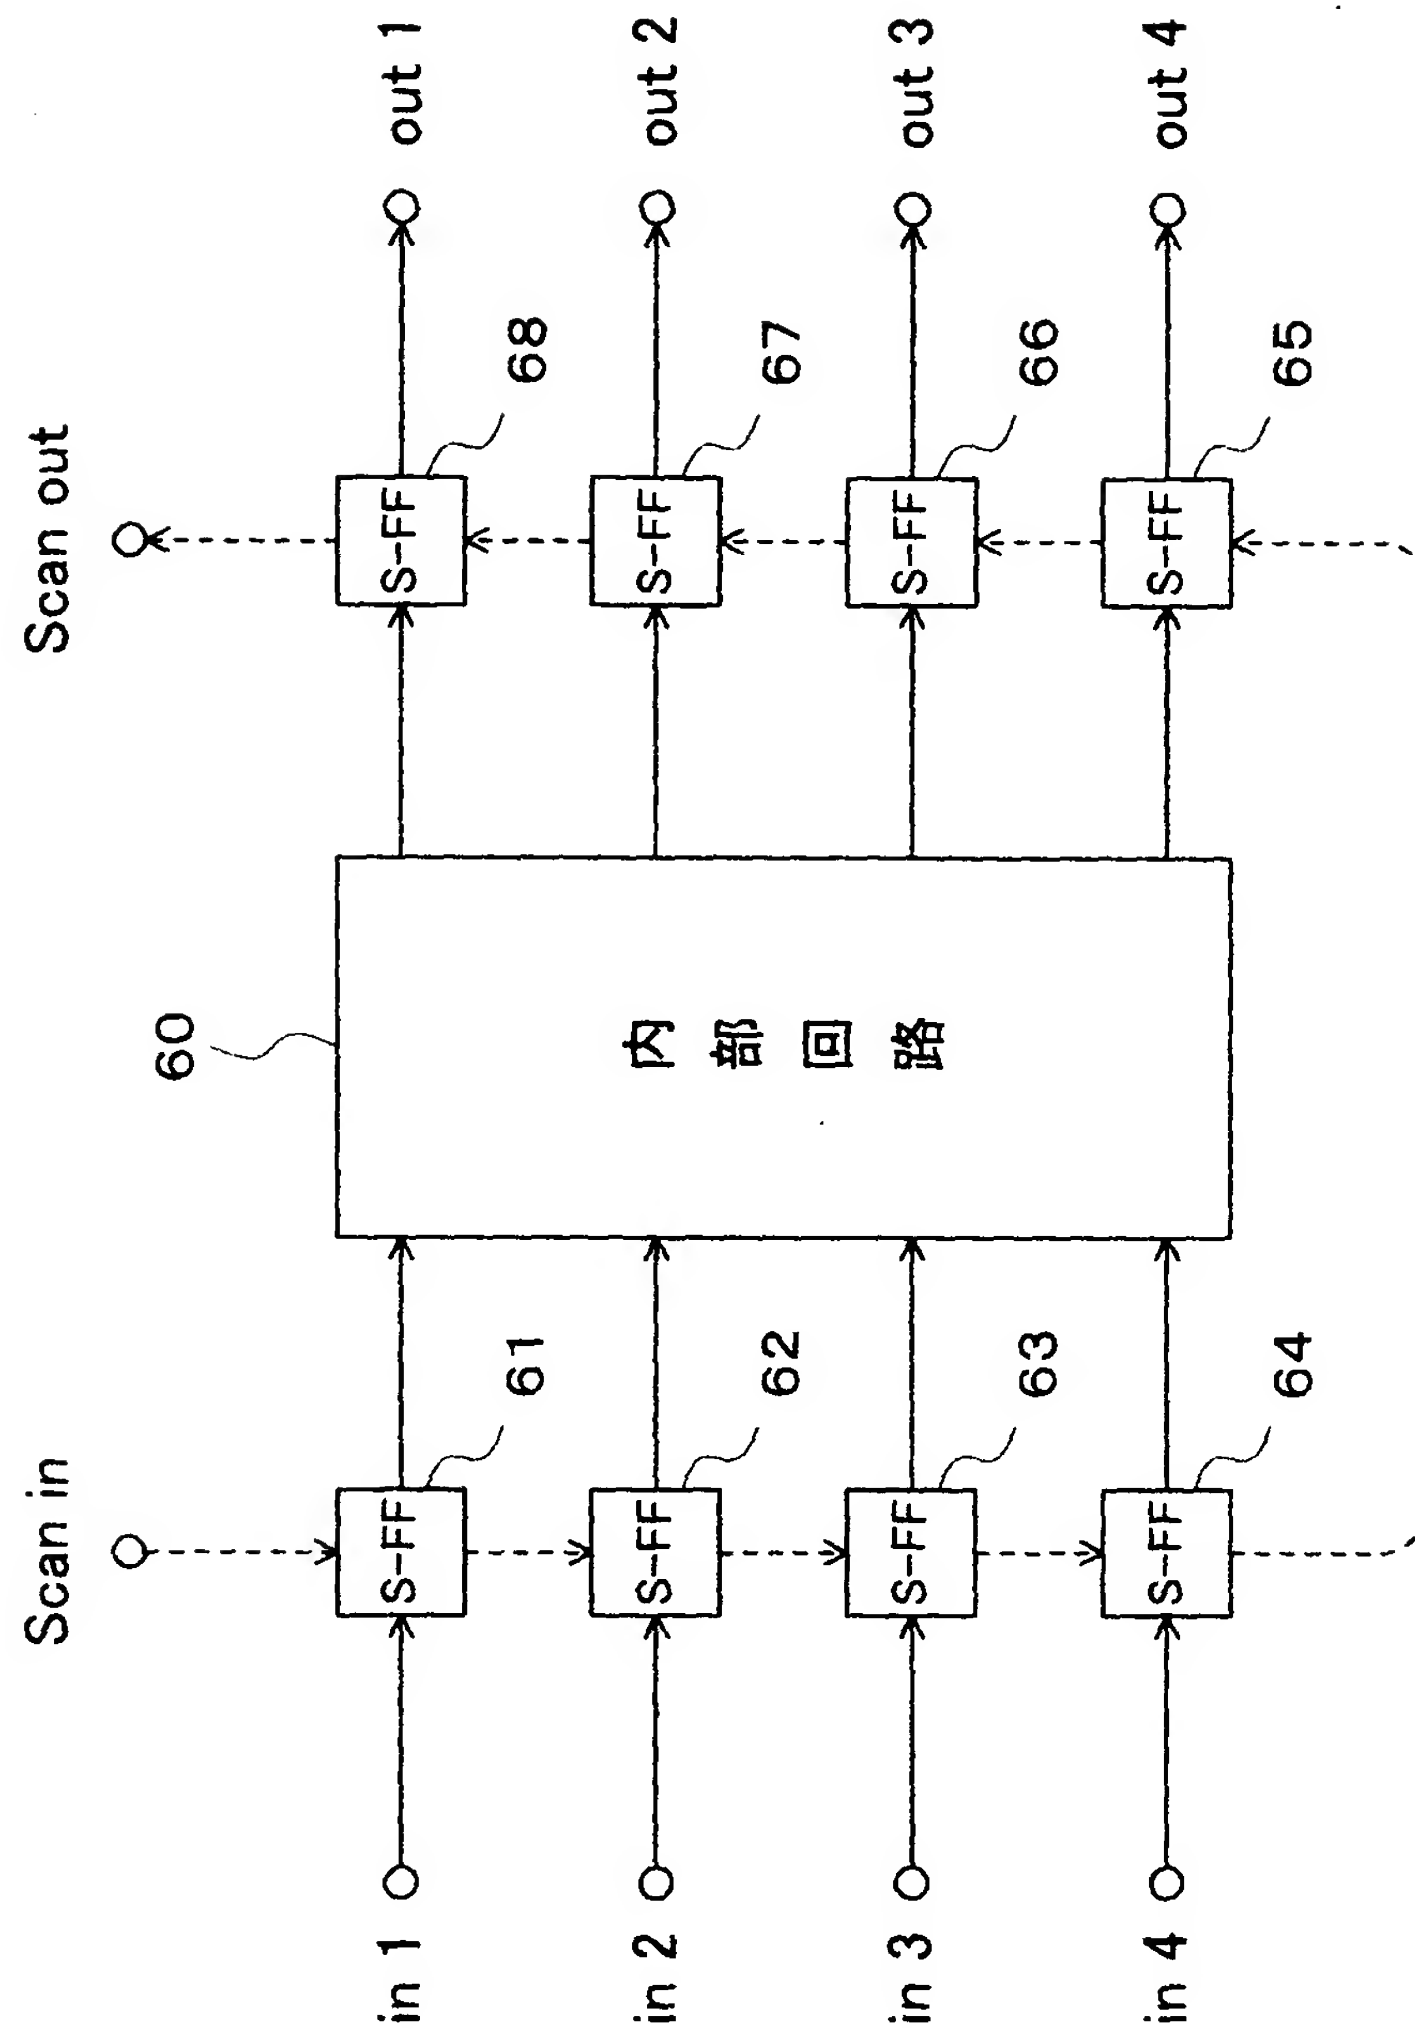 Scan in
Scan out
60
in 1
S-FF
61
S-FF
68
out 1
in 2
S-FF
62
S-FF
67
out 2
内部回路
in 3
S-FF
63
S-FF
66
out 3
in 4
S-FF
64
S-FF
65
out 4